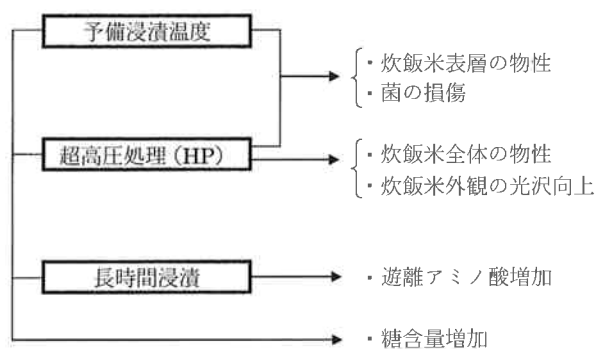 予備浸漬温度
・炊飯米表層の物性
・菌の損傷
超高圧処理（HP）
・炊飯米全体の物性
・炊飯米外観の光沢向上
長時間浸漬
・遊離アミノ酸増加
・糖含量増加